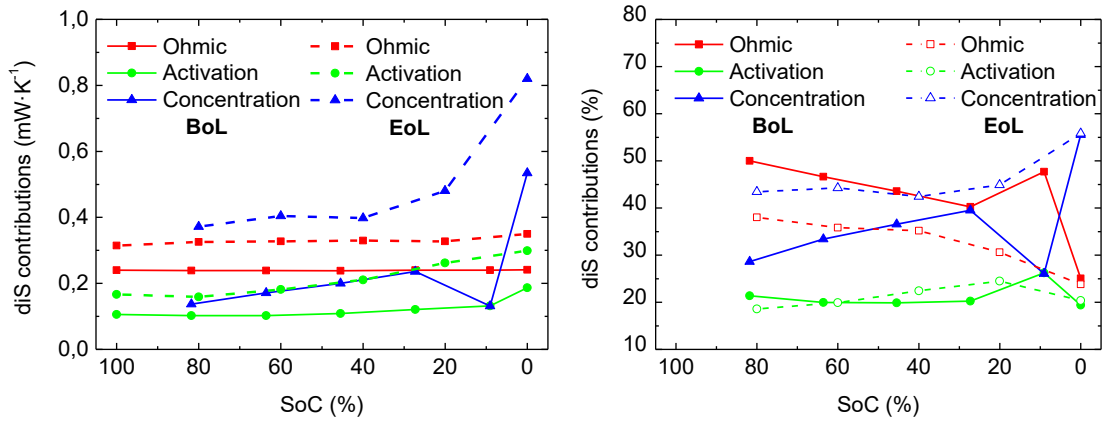 diS contributions (mW·K⁻¹)
1,0
0,8
0,6
0,4
0,2
0,0
Ohmic Ohmic
Activation Activation
Concentration Concentration
BoL EoL
100 80 60 40 20 0
SoC (%)
diS contributions (%)
80
70
60
50
40
30
20
10
Ohmic Ohmic
Activation Activation
Concentration Concentration
BoL EoL
100 80 60 40 20 0
SoC (%)